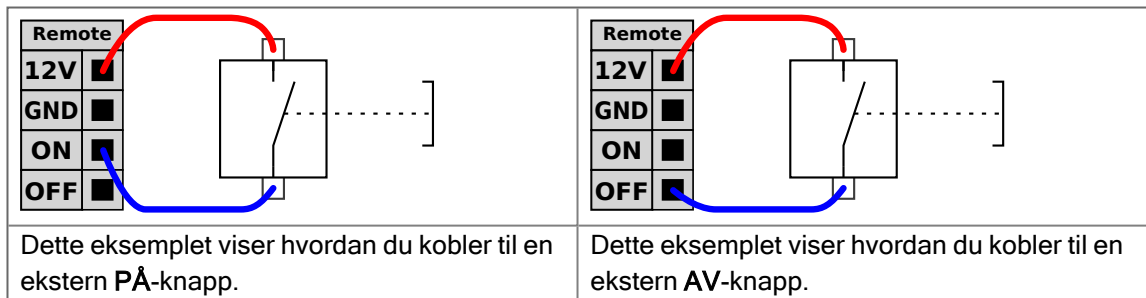 Remote
12V
GND
ON
OFF
Dette eksemplet viser hvordan du kobler til en
ekstern PÅ-knapp.
Remote
12V
GND
ON
OFF
Dette eksemplet viser hvordan du kobler til en
ekstern AV-knapp.